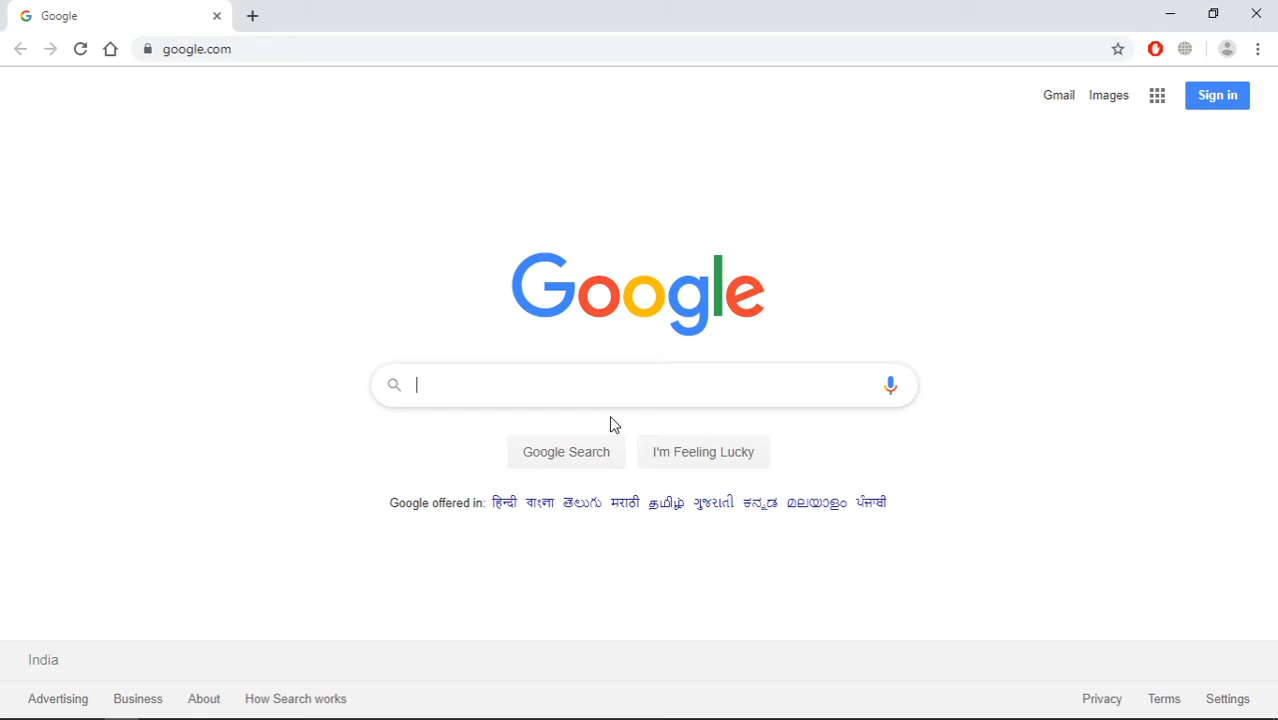 Google
google.com
Gmail Images Sign in
Google
Google Search I'm Feeling Lucky
Google offered in: हिन्दी বাংলা తెలుగు मराठी தமிழ் ગુજરાતી ಕನ್ನಡ മലയാളം ਪੰਜਾਬੀ
India
Advertising Business About How Search works Privacy Terms Settings